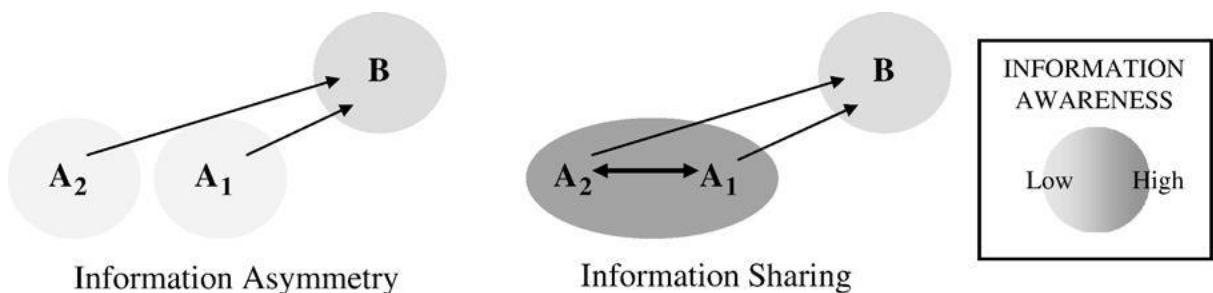 B
A2
A1
Information Asymmetry
B
A2
A1
Information Sharing
INFORMATION
AWARENESS
Low
High